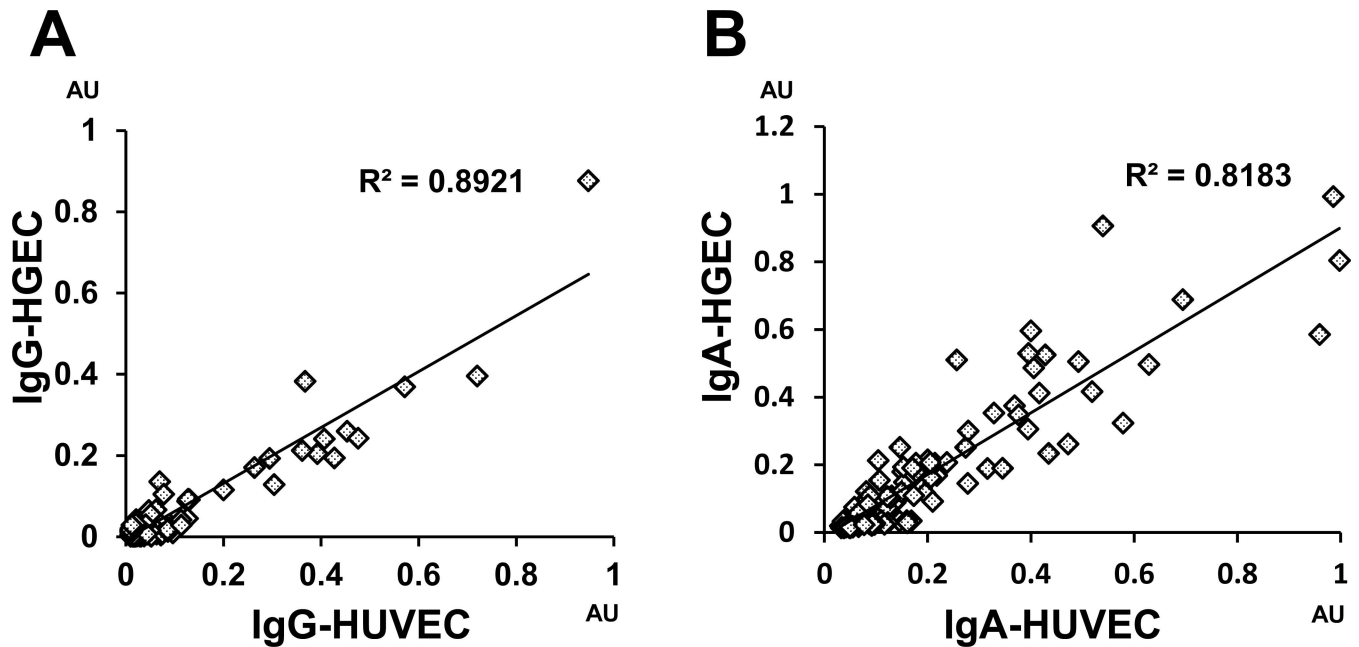 A
AU
1
0.8
0.6
0.4
0.2
0
IgG-HGEC
R² = 0.8921
0 0.2 0.4 0.6 0.8 1
AU
IgG-HUVEC
B
AU
1.2
1
0.8
0.6
0.4
0.2
0
IgA-HGEC
R² = 0.8183
0 0.2 0.4 0.6 0.8 1
AU
IgA-HUVEC